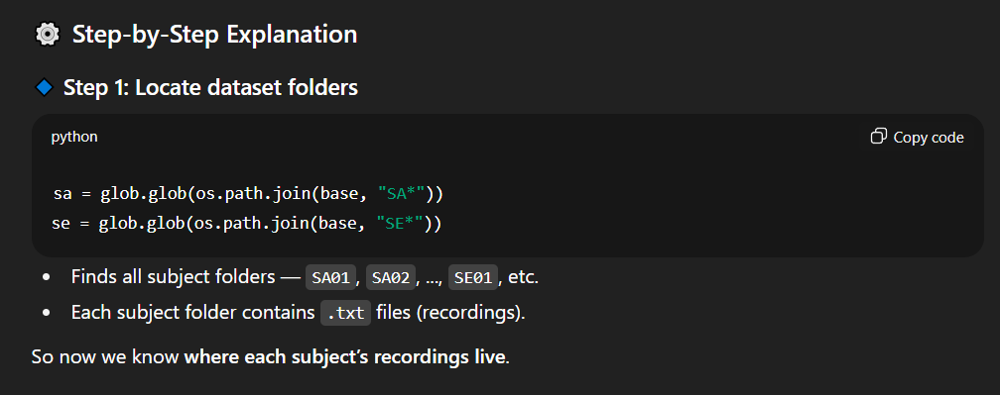 Step-by-Step Explanation
Step 1: Locate dataset folders
python
Copy code
sa = glob.glob(os.path.join(base, "SA*"))
se = glob.glob(os.path.join(base, "SE*"))
• Finds all subject folders — SA01, SA02, ..., SE01, etc.
• Each subject folder contains .txt files (recordings).
So now we know where each subject’s recordings live.